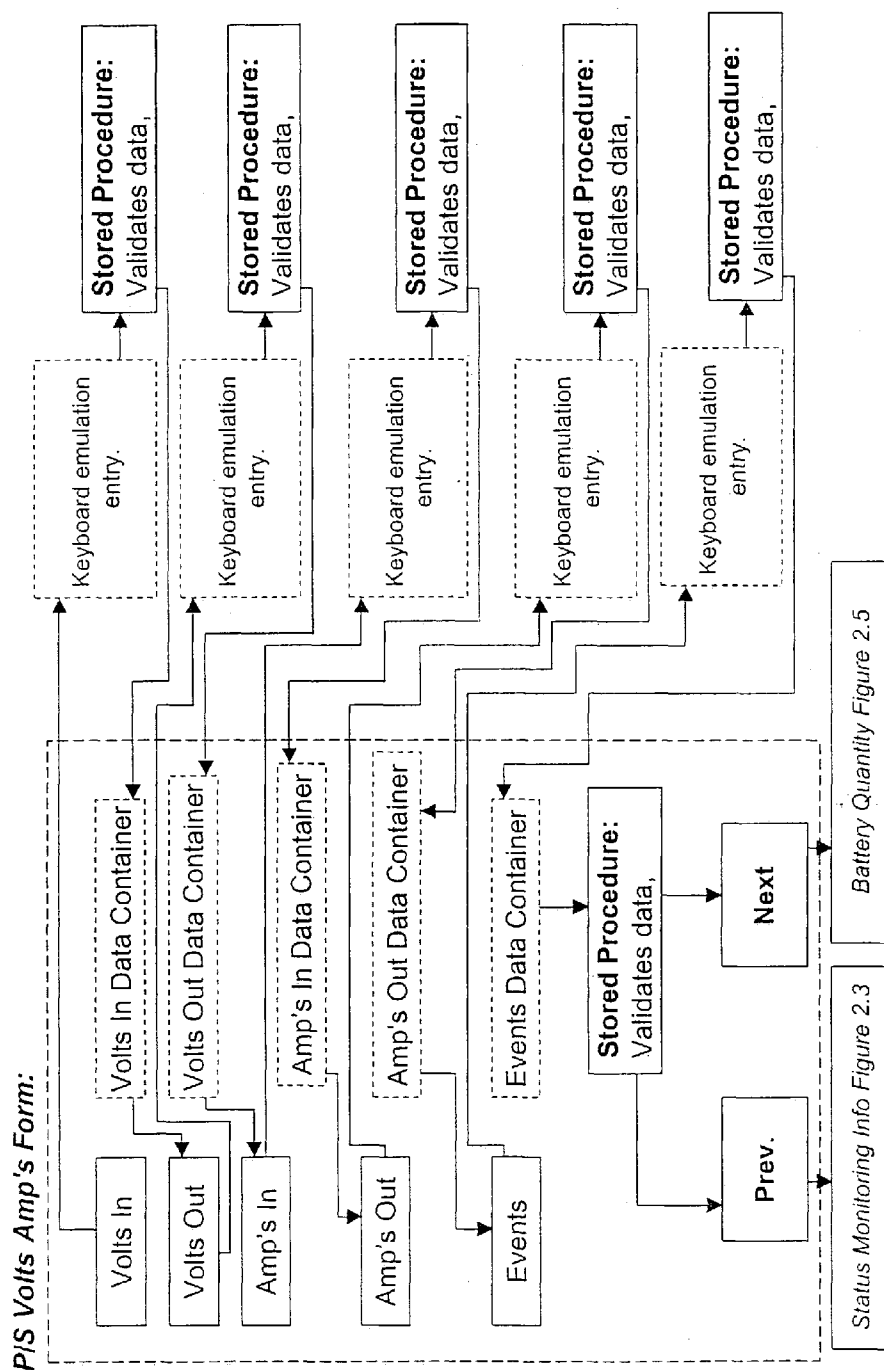 P/S Volts Amp's Form:
Volts In
Volts In Data Container
Keyboard emulation
entry.
Stored Procedure:
Validates data,
Volts Out
Volts Out Data Container
Keyboard emulation
entry.
Stored Procedure:
Validates data,
Amp's In
Amp's In Data Container
Keyboard emulation
entry.
Stored Procedure:
Validates data,
Amp's Out
Amp's Out Data Container
Keyboard emulation
entry.
Stored Procedure:
Validates data,
Events
Events Data Container
Keyboard emulation
entry.
Stored Procedure:
Validates data,
Stored Procedure:
Validates data,
Prev.
Next
Status Monitoring Info Figure 2.3
Battery Quantity Figure 2.5